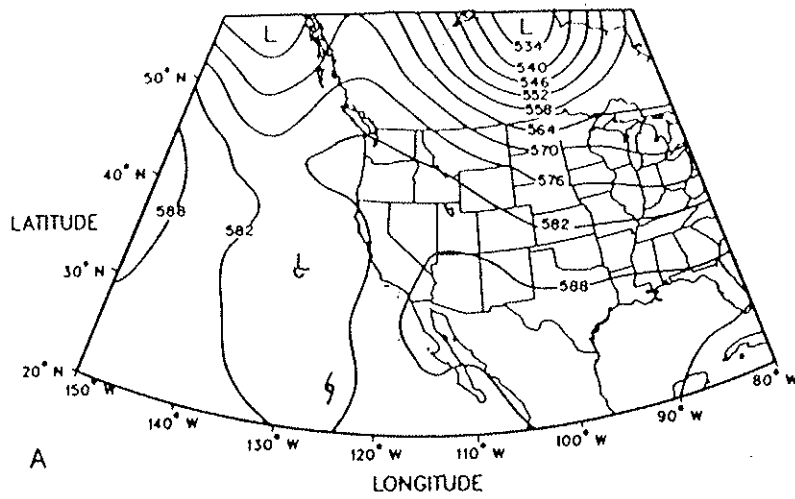 L
L
534
540
546
552
558
564
570
576
582
588
588
582
L
50° N
40° N
30° N
20° N
LATITUDE
150° W
140° W
130° W
120° W
110° W
100° W
90° W
80° W
LONGITUDE
A